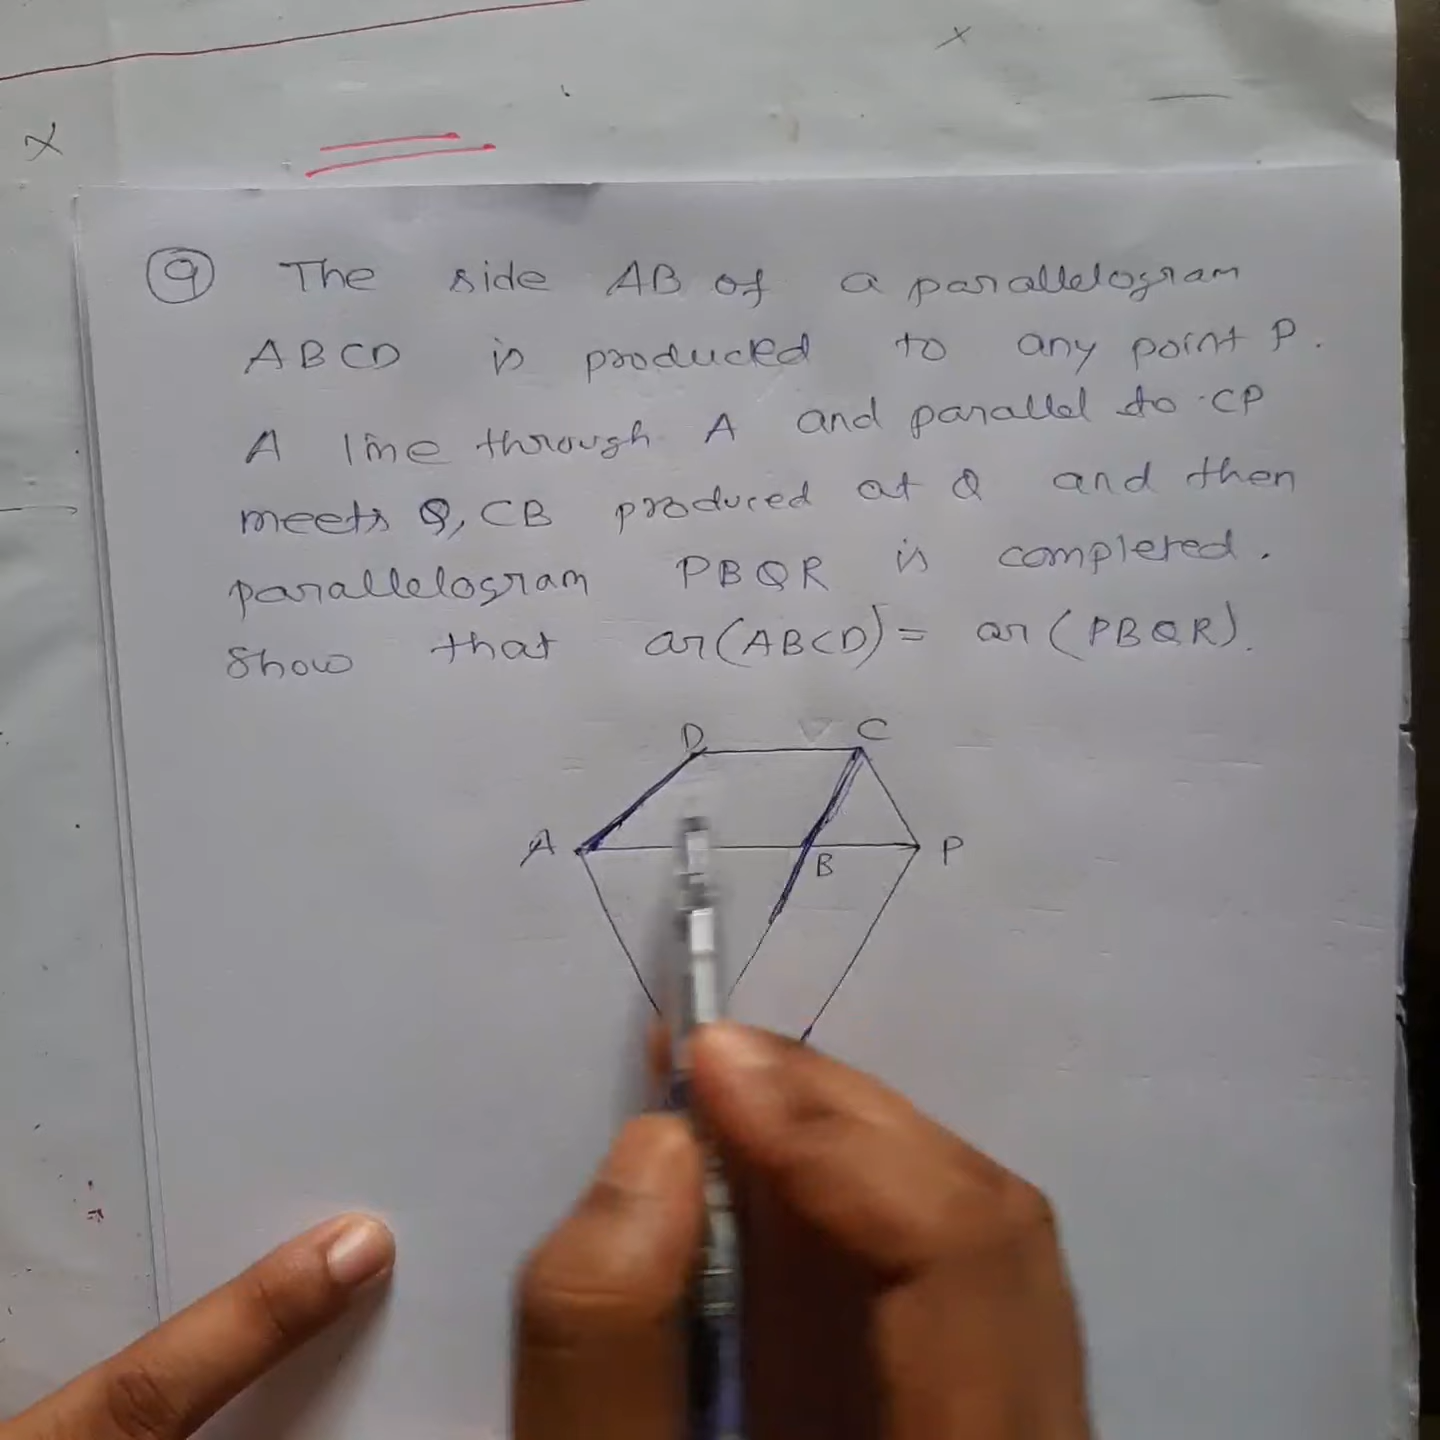 9 The side AB of a parallelogram
ABCD is produced to any point P.
A line through A and parallel to CP
meets Q, CB produced at Q and then
parallelogram PBQR is completed.
Show that ar(ABCD) = ar(PBQR).
D C
A B P